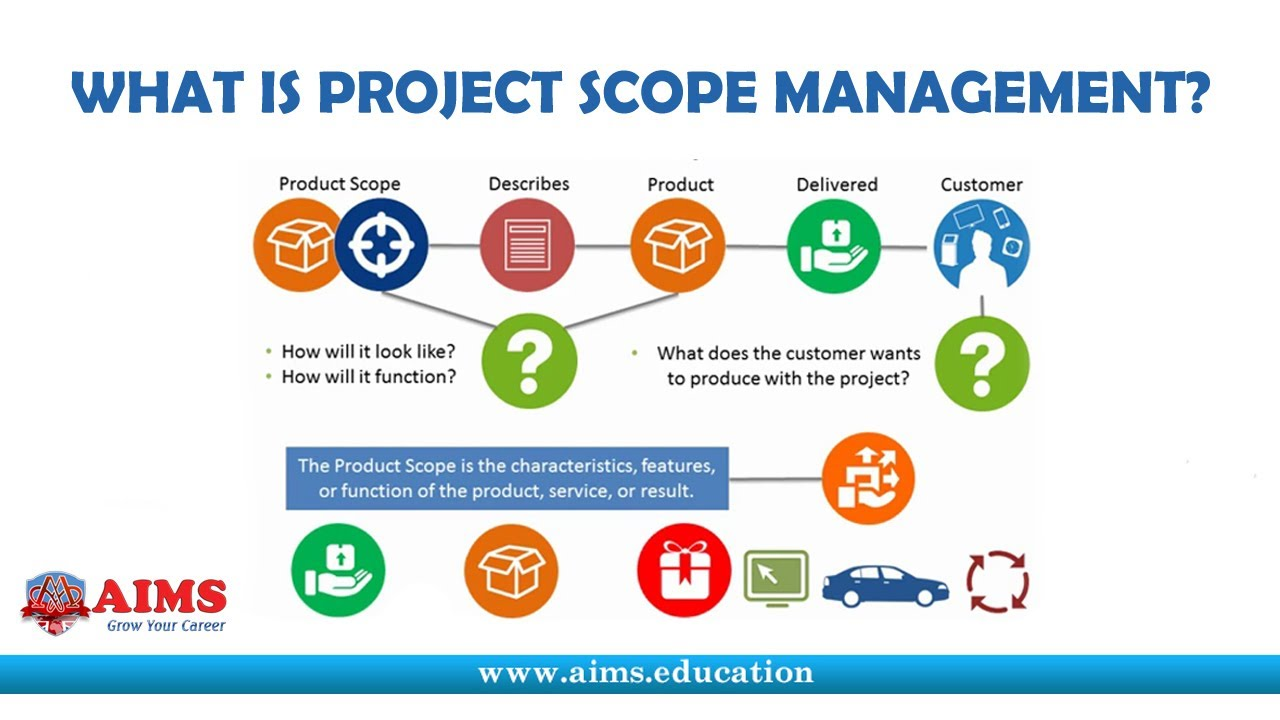 WHAT IS PROJECT SCOPE MANAGEMENT?
Product Scope
Describes
Product
Delivered
Customer
• How will it look like?
• How will it function?
?
• What does the customer wants
to produce with the project?
?
The Product Scope is the characteristics, features,
or function of the product, service, or result.
AIMS
Grow Your Career
www.aims.education